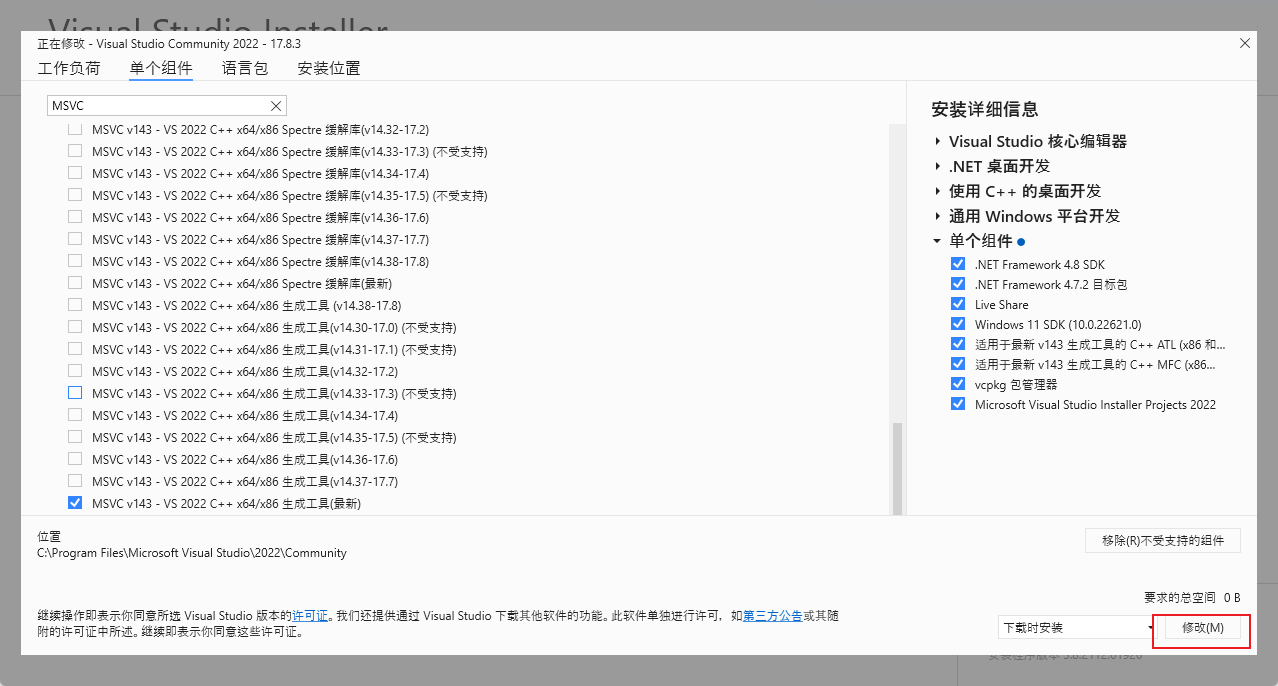 Visual Studio Installer
正在修改 - Visual Studio Community 2022 - 17.8.3
工作负荷 单个组件 语言包 安装位置
MSVC
MSVC v143 - VS 2022 C++ x64/x86 Spectre 缓解库(v14.32-17.2)
MSVC v143 - VS 2022 C++ x64/x86 Spectre 缓解库(v14.33-17.3) (不受支持)
MSVC v143 - VS 2022 C++ x64/x86 Spectre 缓解库(v14.34-17.4)
MSVC v143 - VS 2022 C++ x64/x86 Spectre 缓解库(v14.35-17.5) (不受支持)
MSVC v143 - VS 2022 C++ x64/x86 Spectre 缓解库(v14.36-17.6)
MSVC v143 - VS 2022 C++ x64/x86 Spectre 缓解库(v14.37-17.7)
MSVC v143 - VS 2022 C++ x64/x86 Spectre 缓解库(v14.38-17.8)
MSVC v143 - VS 2022 C++ x64/x86 Spectre 缓解库(最新)
MSVC v143 - VS 2022 C++ x64/x86 生成工具 (v14.38-17.8)
MSVC v143 - VS 2022 C++ x64/x86 生成工具(v14.30-17.0) (不受支持)
MSVC v143 - VS 2022 C++ x64/x86 生成工具(v14.31-17.1) (不受支持)
MSVC v143 - VS 2022 C++ x64/x86 生成工具(v14.32-17.2)
MSVC v143 - VS 2022 C++ x64/x86 生成工具(v14.33-17.3) (不受支持)
MSVC v143 - VS 2022 C++ x64/x86 生成工具(v14.34-17.4)
MSVC v143 - VS 2022 C++ x64/x86 生成工具(v14.35-17.5) (不受支持)
MSVC v143 - VS 2022 C++ x64/x86 生成工具(v14.36-17.6)
MSVC v143 - VS 2022 C++ x64/x86 生成工具(v14.37-17.7)
MSVC v143 - VS 2022 C++ x64/x86 生成工具(最新)
安装详细信息
Visual Studio 核心编辑器
.NET 桌面开发
使用 C++ 的桌面开发
通用 Windows 平台开发
单个组件
.NET Framework 4.8 SDK
.NET Framework 4.7.2 目标包
Live Share
Windows 11 SDK (10.0.22621.0)
适用于最新 v143 生成工具的 C++ ATL (x86 和...
适用于最新 v143 生成工具的 C++ MFC (x86...
vcpkg 包管理器
Microsoft Visual Studio Installer Projects 2022
位置
C:\Program Files\Microsoft Visual Studio\2022\Community
移除(R)不受支持的组件
要求的总空间 0 B
继续操作即表示你同意所选 Visual Studio 版本的许可证。我们还提供通过 Visual Studio 下载其他软件的功能。此软件单独进行许可，如第三方公告或其随
附的许可证中所述。继续即表示你同意这些许可证。
下载时安装
修改(M)